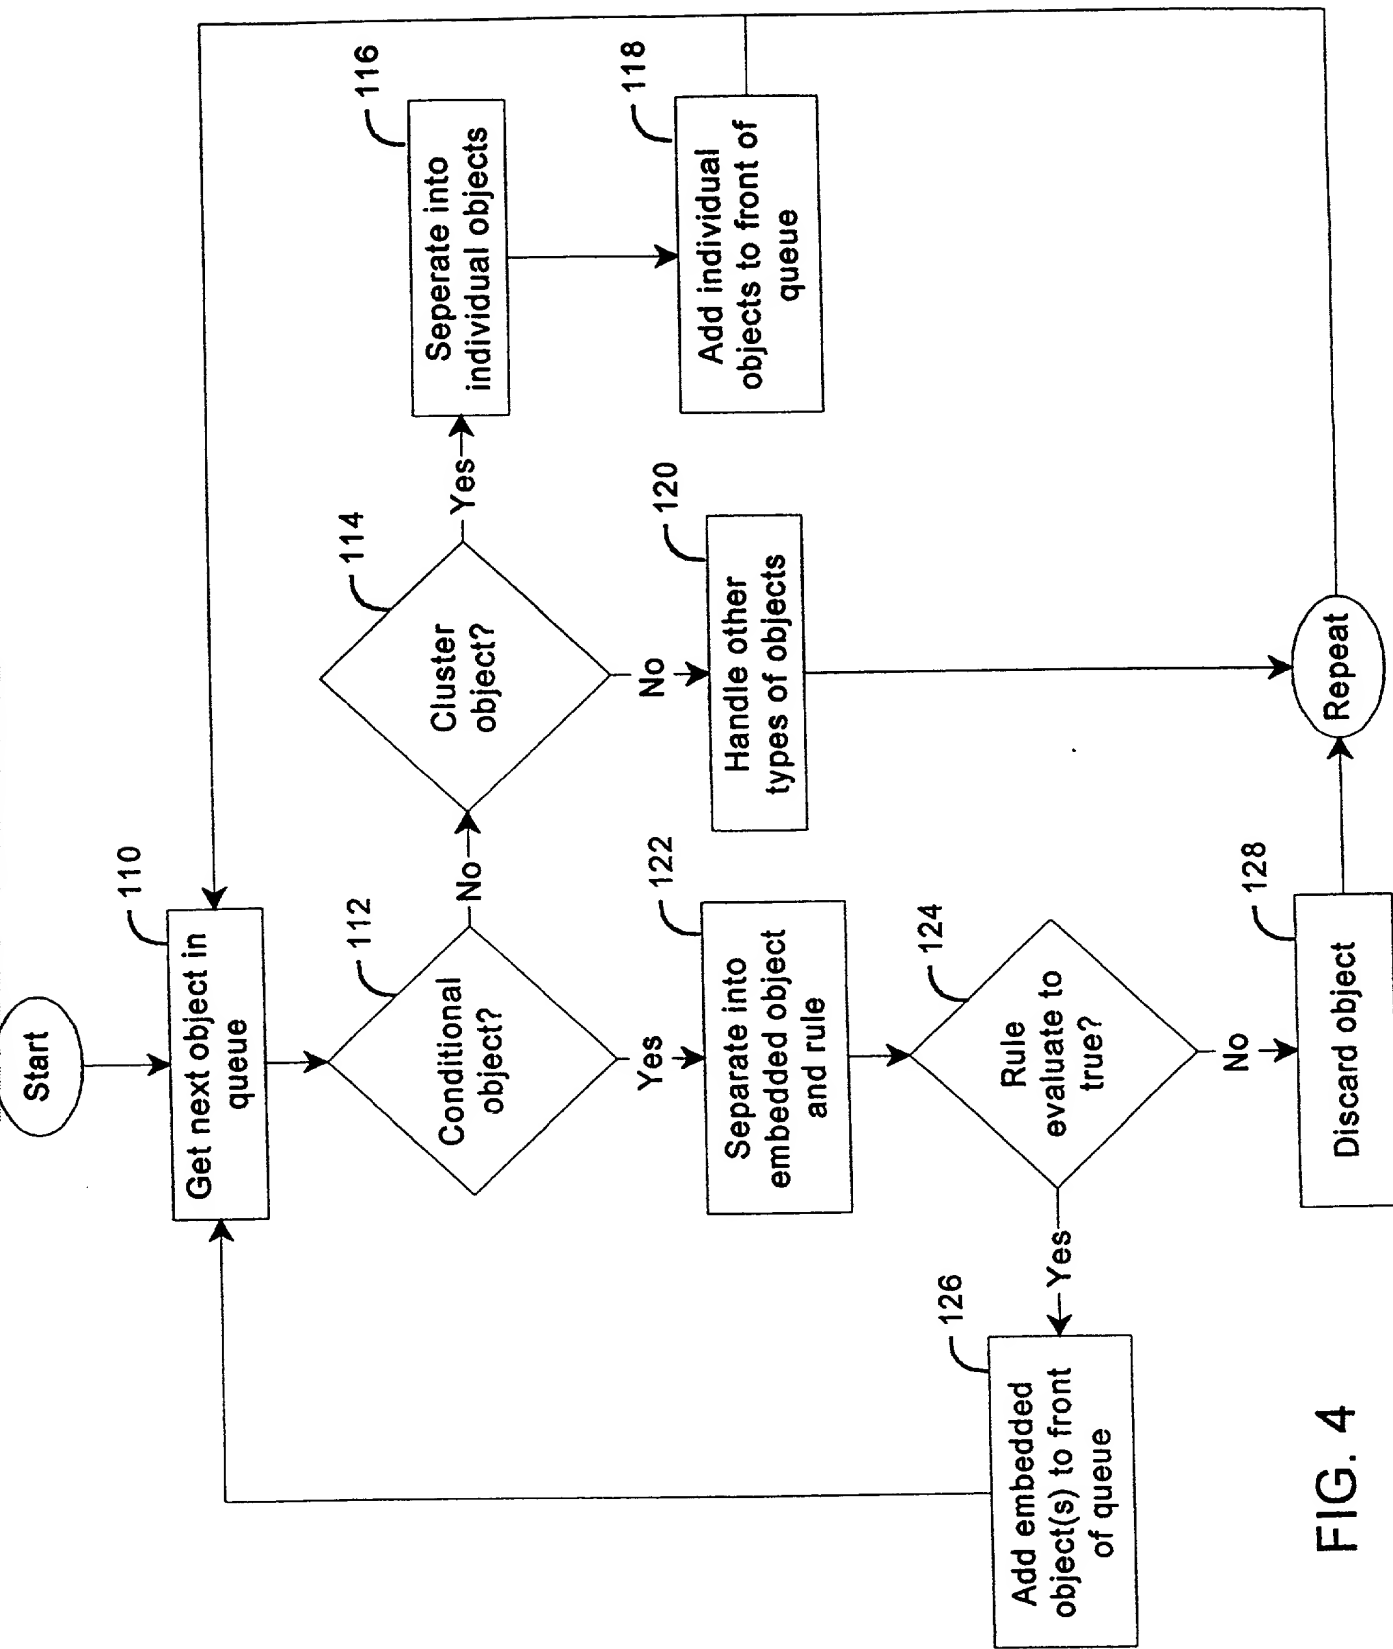 Start
110
Get next object in
queue
112
Conditional
object?
No
114
Cluster
object?
Yes
116
Seperate into
individual objects
118
Add individual
objects to front of
queue
No
120
Handle other
types of objects
Yes
122
Separate into
embedded object
and rule
124
Rule
evaluate to
true?
Yes
126
Add embedded
object(s) to front
of queue
No
128
Discard object
Repeat
FIG. 4